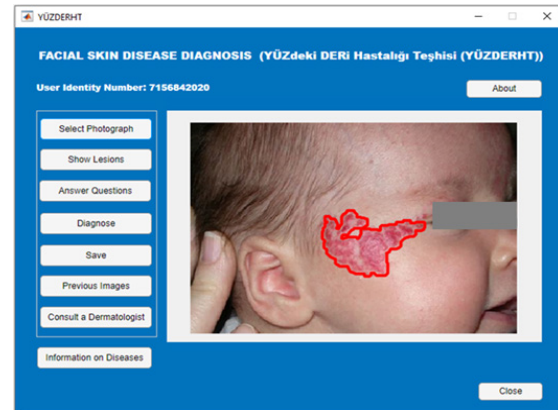 YÜZDERHT
FACIAL SKIN DISEASE DIAGNOSIS (YÜZdeki DERi Hastalığı Teşhisi (YÜZDERHT))
User Identity Number: 7156842020
About
Select Photograph
Show Lesions
Answer Questions
Diagnose
Save
Previous Images
Consult a Dermatologist
Information on Diseases
Close